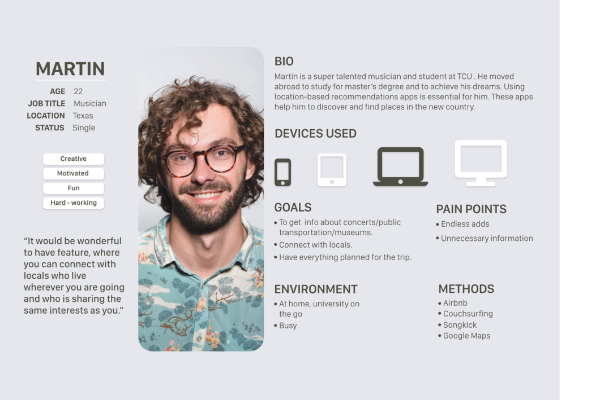 MARTIN
AGE 22
JOB TITLE Musician
LOCATION Texas
STATUS Single
Creative
Motivated
Fun
Hard - working
“It would be wonderful
to have feature, where
you can connect with
locals who live
wherever you are going
and who is sharing the
same interests as you.”
BIO
Martin is a super talented musician and student at TCU . He moved
abroad to study for master’s degree and to achieve his dreams. Using
location-based recommendations apps is essential for him. These apps
help him to discover and find places in the new country.
DEVICES USED
GOALS
• To get info about concerts/public
transportation/museums.
• Connect with locals.
• Have everything planned for the trip.
PAIN POINTS
• Endless adds
• Unnecessary information
ENVIRONMENT
• At home, university on
the go
• Busy
METHODS
• Airbnb
• Couchsurfing
• Songkick
• Google Maps